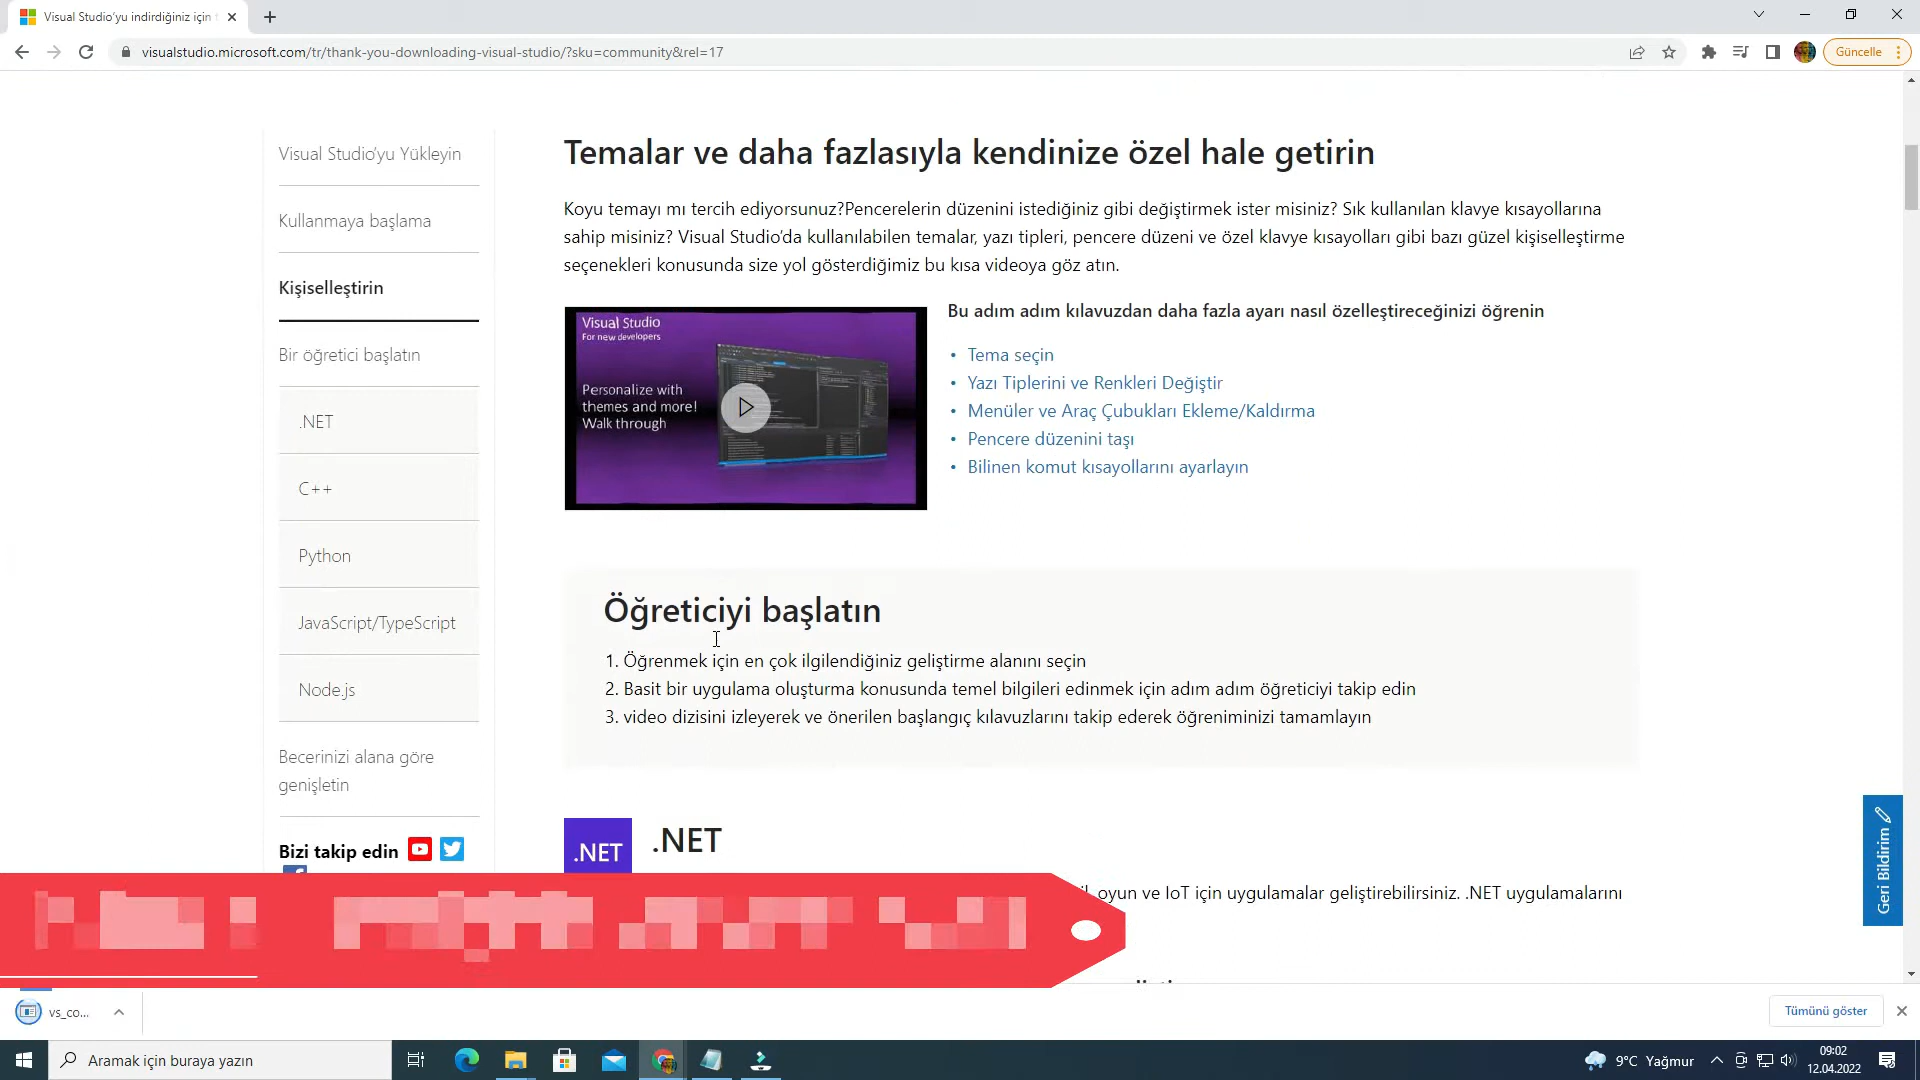 Visual Studio'yu indirdiğiniz için t
visualstudio.microsoft.com/tr/thank-you-downloading-visual-studio/?sku=community&rel=17
Güncelle
Visual Studio'yu Yükleyin
Kullanmaya başlama
Kişiselleştirin
Bir öğretici başlatın
.NET
C++
Python
JavaScript/TypeScript
Node.js
Becerinizi alana göre
genişletin
Bizi takip edin
Temalar ve daha fazlasıyla kendinize özel hale getirin
Koyu temayı mı tercih ediyorsunuz?Pencerelerin düzenini istediğiniz gibi değiştirmek ister misiniz? Sık kullanılan klavye kısayollarına
sahip misiniz? Visual Studio'da kullanılabilen temalar, yazı tipleri, pencere düzeni ve özel klavye kısayolları gibi bazı güzel kişiselleştirme
seçenekleri konusunda size yol gösterdiğimiz bu kısa videoya göz atın.
Visual Studio
For new developers
Personalize with
themes and more!
Walk through
Bu adım adım kılavuzdan daha fazla ayarı nasıl özelleştireceğinizi öğrenin
• Tema seçin
• Yazı Tiplerini ve Renkleri Değiştir
• Menüler ve Araç Çubukları Ekleme/Kaldırma
• Pencere düzenini taşı
• Bilinen komut kısayollarını ayarlayın
Öğreticiyi başlatın
1. Öğrenmek için en çok ilgilendiğiniz geliştirme alanını seçin
2. Basit bir uygulama oluşturma konusunda temel bilgileri edinmek için adım adım öğreticiyi takip edin
3. video dizisini izleyerek ve önerilen başlangıç kılavuzlarını takip ederek öğreniminizi tamamlayın
.NET
.NET
oyun ve IoT için uygulamalar geliştirebilirsiniz. .NET uygulamalarını
Geri Bildirim
vs_co...
Tümünü göster
Aramak için buraya yazın
9°C Yağmur
09:02
12.04.2022